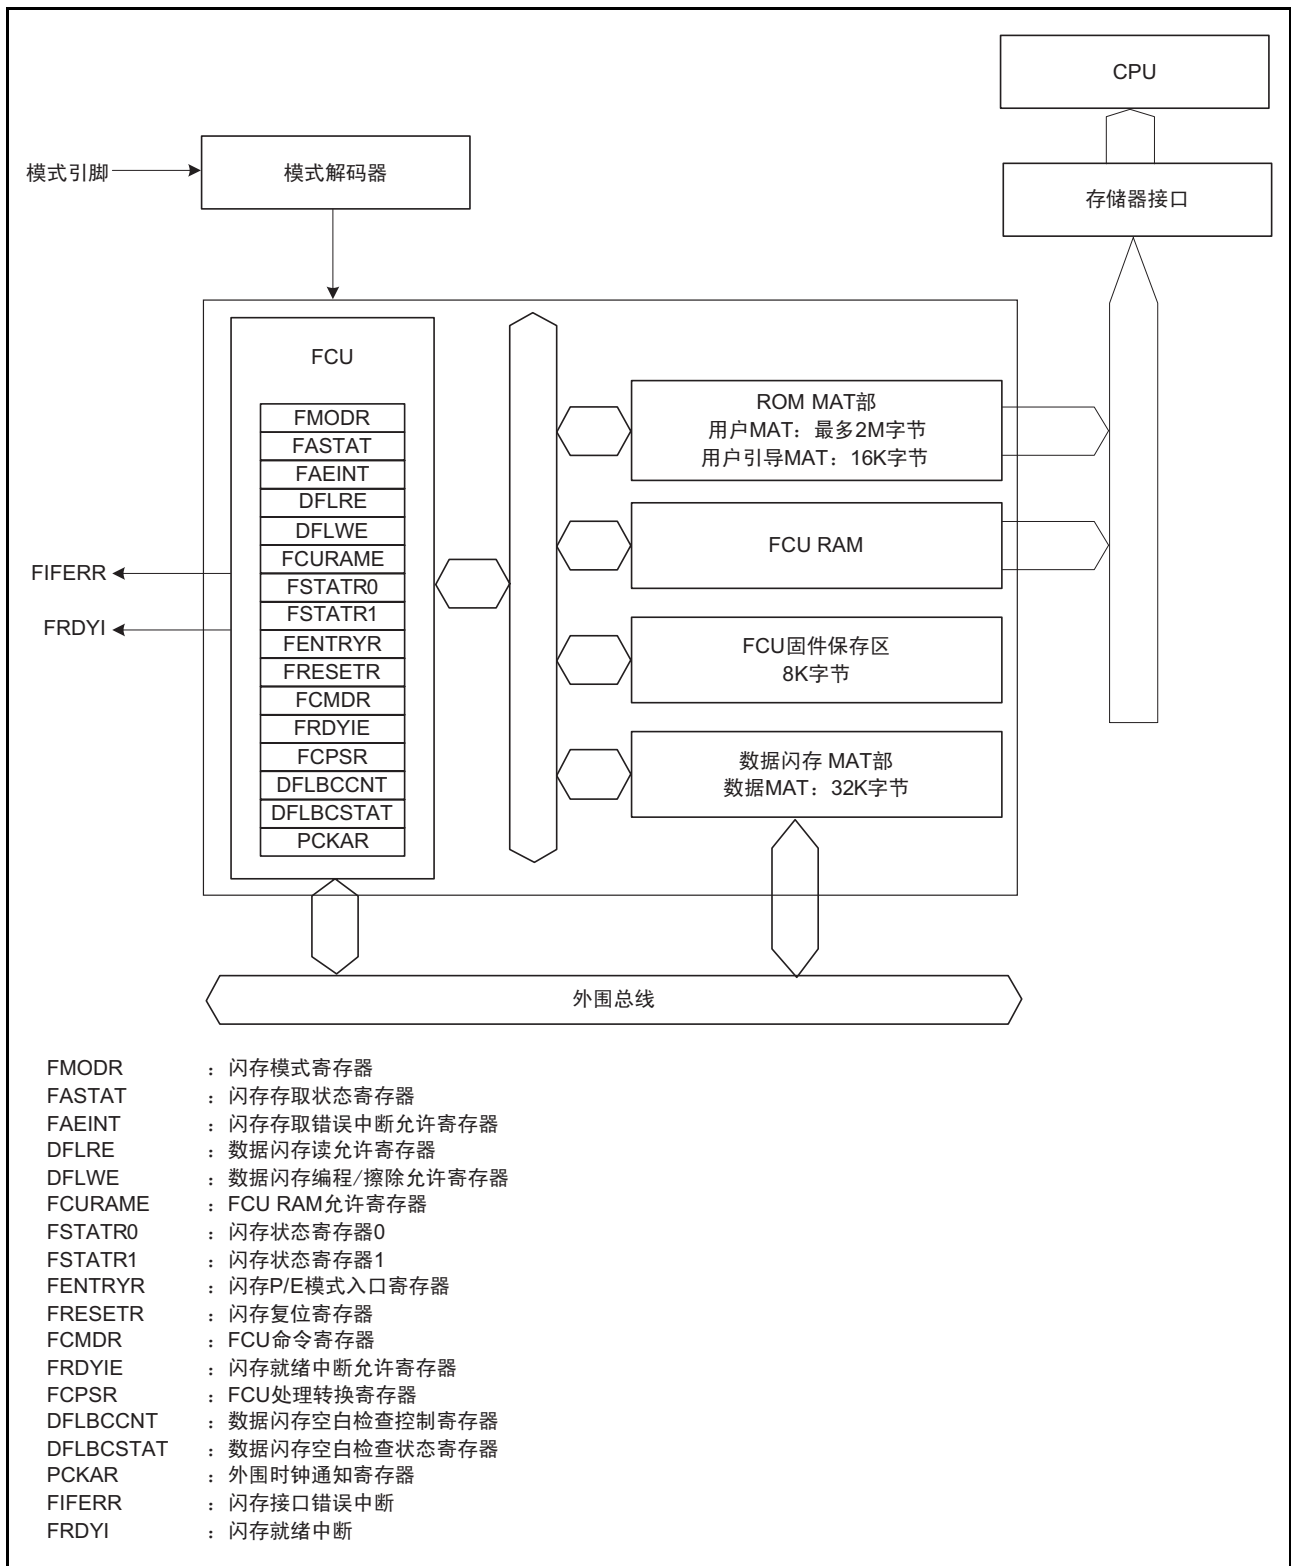 CPU
模式引脚
模式解码器
存储器接口
FCU
FMODR
FASTAT
FAEINT
DFLRE
DFLWE
FCURAME
FSTATR0
FSTATR1
FENTRYR
FRESETR
FCMDR
FRDYIE
FCPSR
DFLBCCNT
DFLBCSTAT
PCKAR
FIFERR
FRDYI
ROM MAT部
用户MAT：最多2M字节
用户引导MAT：16K字节
FCU RAM
FCU固件保存区
8K字节
数据闪存 MAT部
数据MAT：32K字节
外围总线
FMODR ：闪存模式寄存器
FASTAT ：闪存存取状态寄存器
FAEINT ：闪存存取错误中断允许寄存器
DFLRE ：数据闪存读允许寄存器
DFLWE ：数据闪存编程/擦除允许寄存器
FCURAME ：FCU RAM允许寄存器
FSTATR0 ：闪存状态寄存器0
FSTATR1 ：闪存状态寄存器1
FENTRYR ：闪存P/E模式入口寄存器
FRESETR ：闪存复位寄存器
FCMDR ：FCU命令寄存器
FRDYIE ：闪存就绪中断允许寄存器
FCPSR ：FCU处理转换寄存器
DFLBCCNT ：数据闪存空白检查控制寄存器
DFLBCSTAT ：数据闪存空白检查状态寄存器
PCKAR ：外围时钟通知寄存器
FIFERR ：闪存接口错误中断
FRDYI ：闪存就绪中断